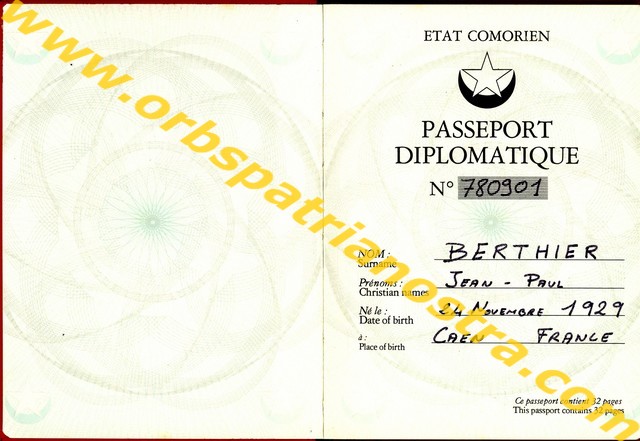 www.orbspatrianostra.com
ETAT COMORIEN
PASSEPORT
DIPLOMATIQUE
N° 780901
NOM : BERTHIER
Surname
Prénoms : JEAN - PAUL
Christian names
Né le : 24 NOVEMBRE 1929
Date of birth
à : CAEN FRANCE
Place of birth
Ce passeport contient 32 pages
This passport contains 32 pages